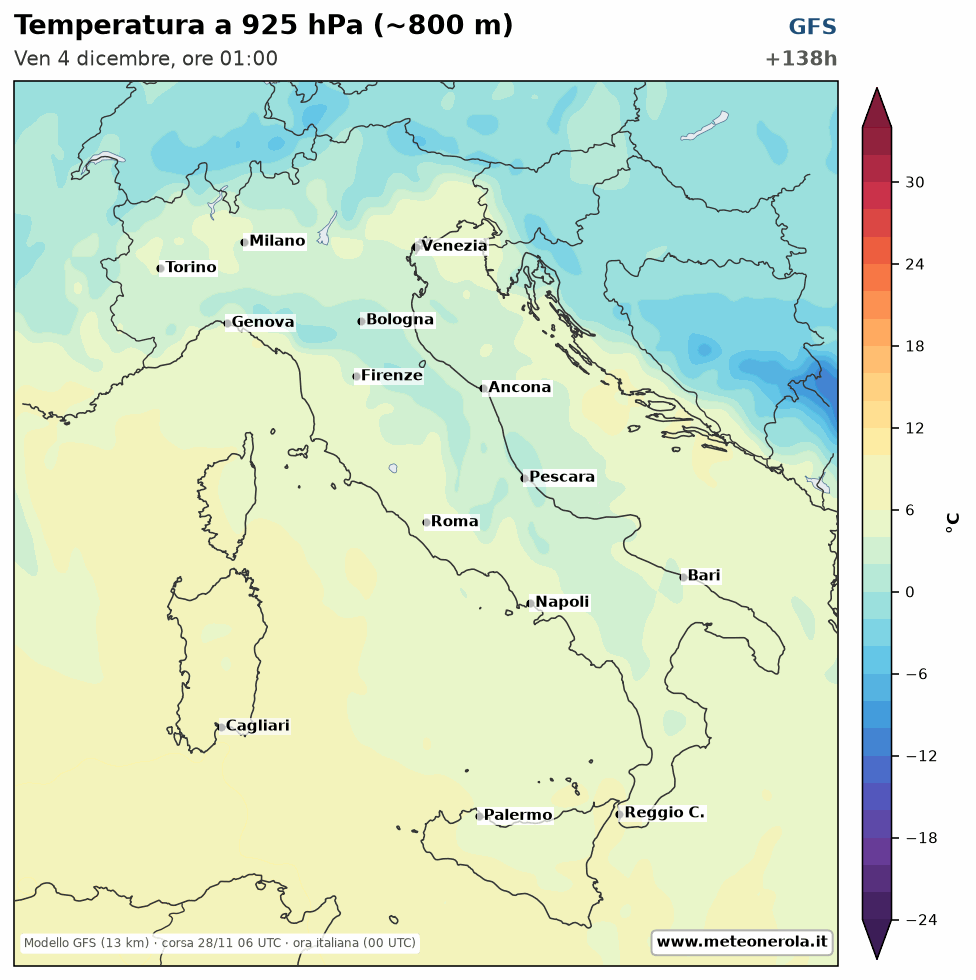 Temperatura a 925 hPa (~800 m)
GFS
Ven 4 dicembre, ore 01:00
+138h
Milano
Venezia
Torino
Genova
Bologna
Firenze
Ancona
Pescara
Roma
Bari
Napoli
Cagliari
Palermo
Reggio C.
30
24
18
12
6
0
−6
−12
−18
−24
°C
Modello GFS (13 km) · corsa 28/11 06 UTC · ora italiana (00 UTC)
www.meteonerola.it